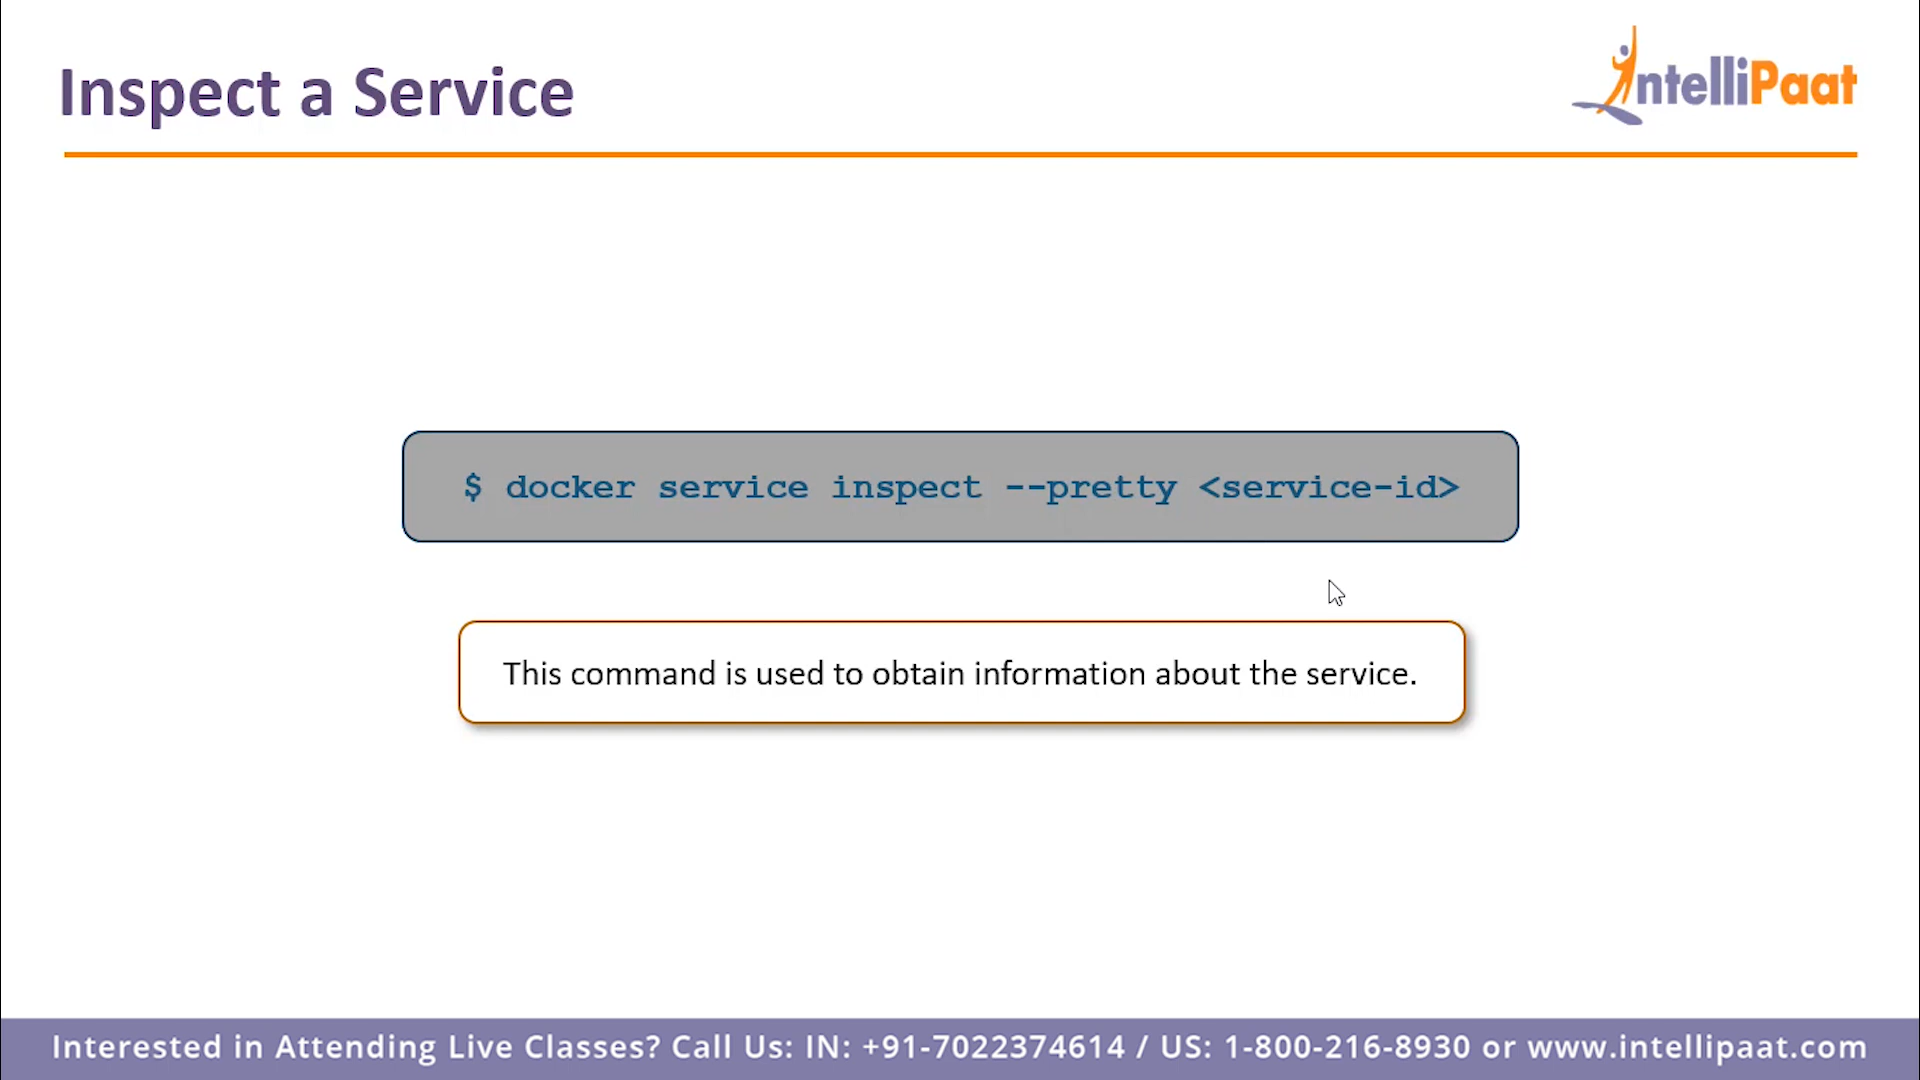 Inspect a Service
IntelliPaat
$ docker service inspect --pretty <service-id>
This command is used to obtain information about the service.
Interested in Attending Live Classes? Call Us: IN: +91-7022374614 / US: 1-800-216-8930 or www.intellipaat.com